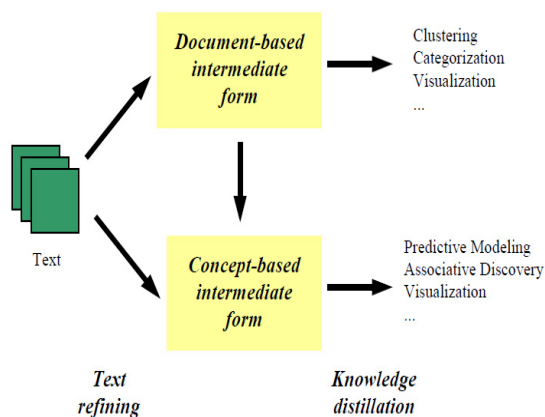 Document-based
intermediate
form
Clustering
Categorization
Visualization
...
Text
Concept-based
intermediate
form
Predictive Modeling
Associative Discovery
Visualization
...
Text
refining
Knowledge
distillation